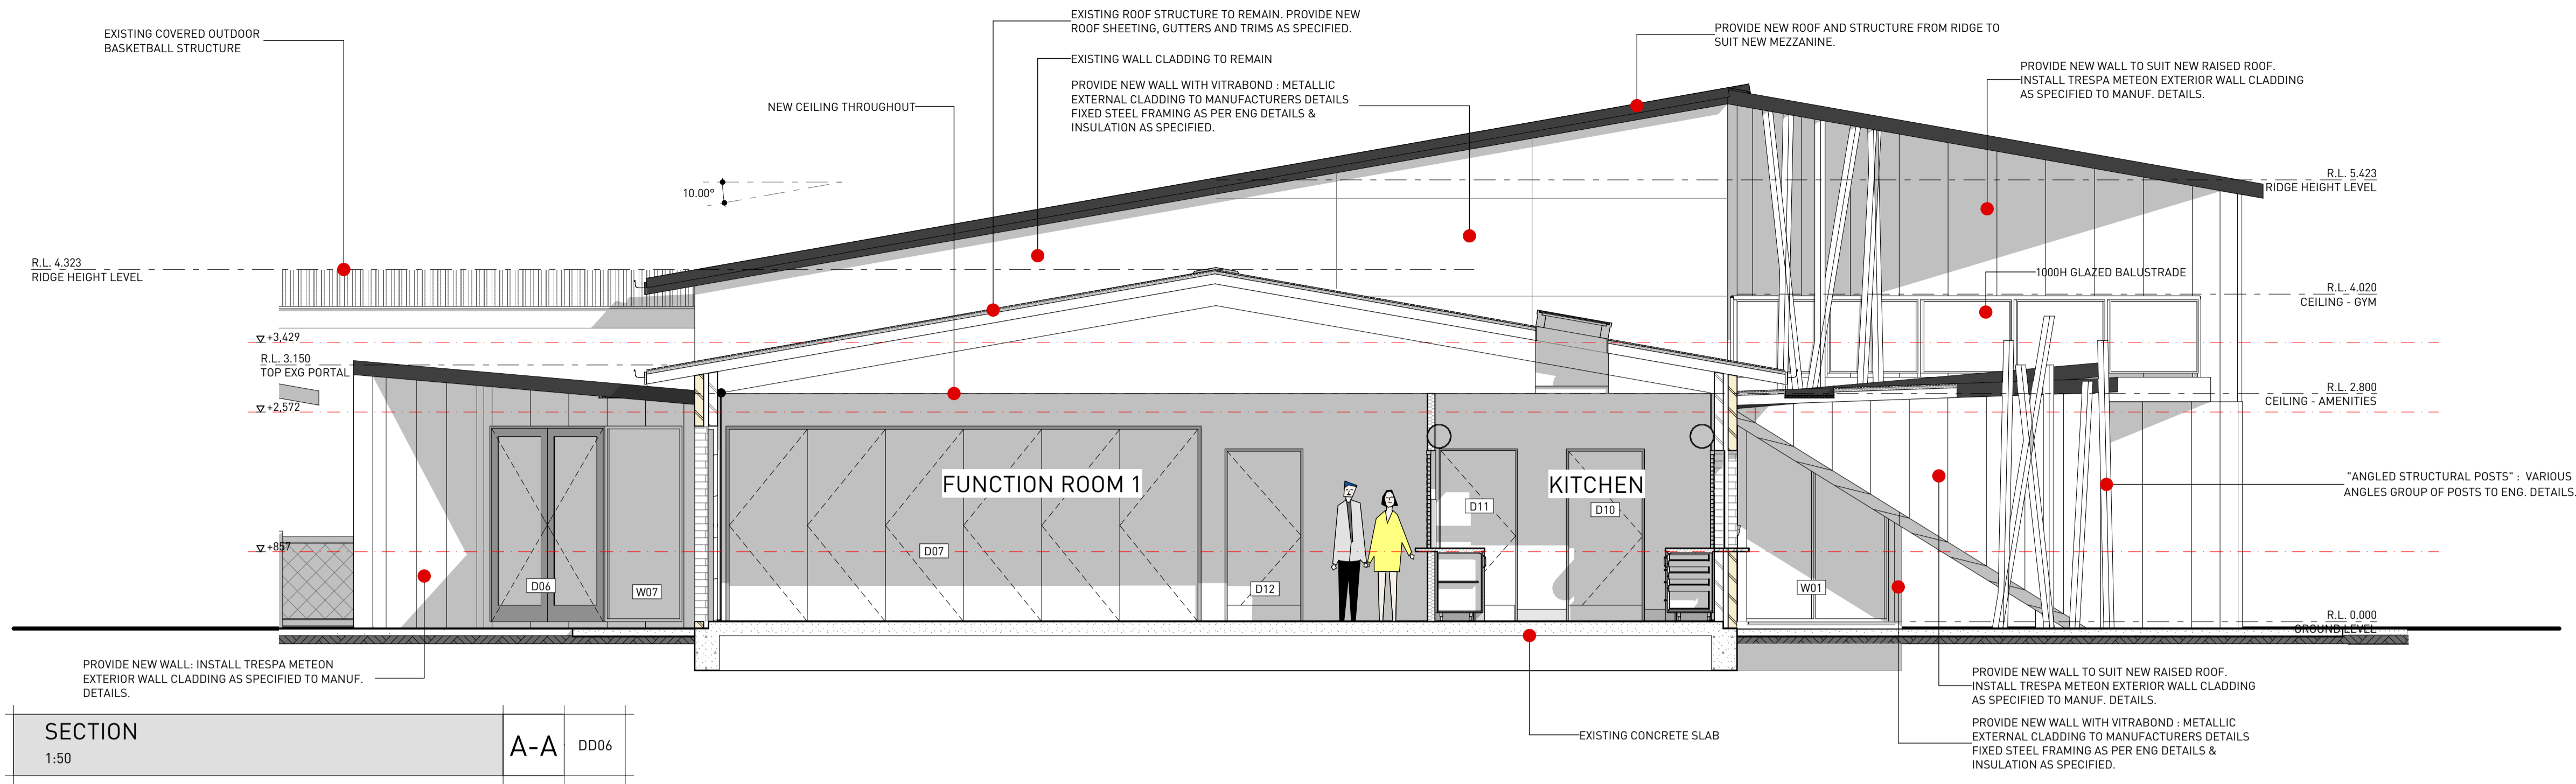 EXISTING COVERED OUTDOOR
BASKETBALL STRUCTURE
EXISTING ROOF STRUCTURE TO REMAIN. PROVIDE NEW
ROOF SHEETING, GUTTERS AND TRIMS AS SPECIFIED.
EXISTING WALL CLADDING TO REMAIN
PROVIDE NEW WALL WITH VITRABOND : METALLIC
EXTERNAL CLADDING TO MANUFACTURERS DETAILS
FIXED STEEL FRAMING AS PER ENG DETAILS &
INSULATION AS SPECIFIED.
NEW CEILING THROUGHOUT
PROVIDE NEW ROOF AND STRUCTURE FROM RIDGE TO
SUIT NEW MEZZANINE.
PROVIDE NEW WALL TO SUIT NEW RAISED ROOF.
INSTALL TRESPA METEON EXTERIOR WALL CLADDING
AS SPECIFIED TO MANUF. DETAILS.
10.00°
R.L. 5.423
RIDGE HEIGHT LEVEL
R.L. 4.323
RIDGE HEIGHT LEVEL
1000H GLAZED BALUSTRADE
R.L. 4.020
CEILING - GYM
+3,429
R.L. 3.150
TOP EXG PORTAL
R.L. 2.800
CEILING - AMENITIES
+2,572
FUNCTION ROOM 1
KITCHEN
"ANGLED STRUCTURAL POSTS" : VARIOUS
ANGLES GROUP OF POSTS TO ENG. DETAILS.
D11
D10
+857
D07
D06
W07
D12
W01
R.L. 0.000
GROUND LEVEL
PROVIDE NEW WALL: INSTALL TRESPA METEON
EXTERIOR WALL CLADDING AS SPECIFIED TO MANUF.
DETAILS.
PROVIDE NEW WALL TO SUIT NEW RAISED ROOF.
INSTALL TRESPA METEON EXTERIOR WALL CLADDING
AS SPECIFIED TO MANUF. DETAILS.
PROVIDE NEW WALL WITH VITRABOND : METALLIC
EXTERNAL CLADDING TO MANUFACTURERS DETAILS
FIXED STEEL FRAMING AS PER ENG DETAILS &
INSULATION AS SPECIFIED.
EXISTING CONCRETE SLAB
SECTION
1:50
A-A
DD06